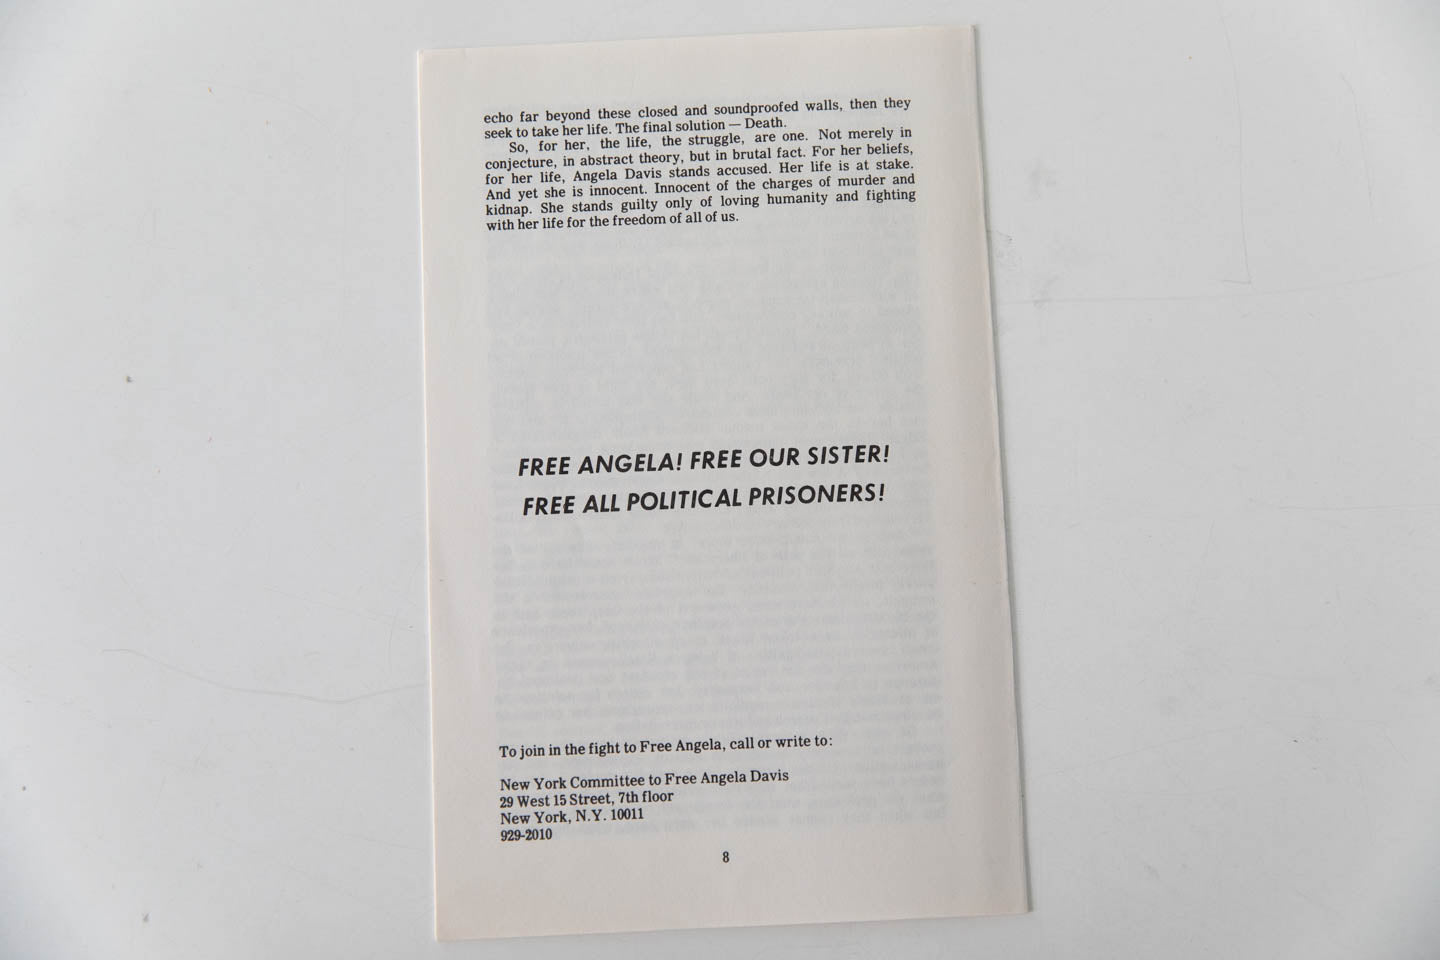 echo far beyond these closed and soundproofed walls, then they
seek to take her life. The final solution — Death.
So, for her, the life, the struggle, are one. Not merely in
conjecture, in abstract theory, but in brutal fact. For her beliefs,
for her life, Angela Davis stands accused. Her life is at stake.
And yet she is innocent. Innocent of the charges of murder and
kidnap. She stands guilty only of loving humanity and fighting
with her life for the freedom of all of us.
FREE ANGELA! FREE OUR SISTER!
FREE ALL POLITICAL PRISONERS!
To join in the fight to Free Angela, call or write to:
New York Committee to Free Angela Davis
29 West 15 Street, 7th floor
New York, N.Y. 10011
929-2010
8